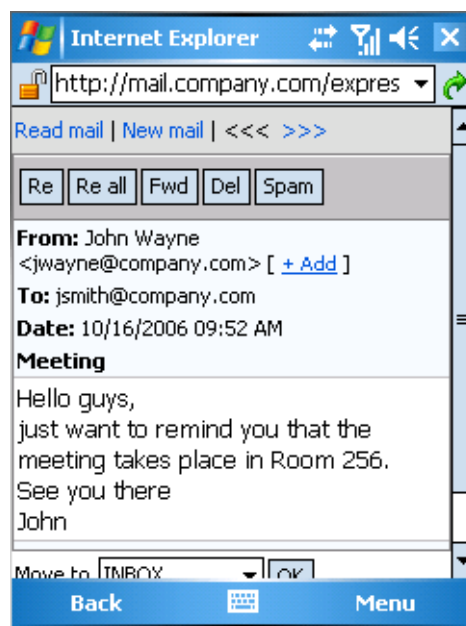 Internet Explorer
http://mail.company.com/expres
Read mail | New mail | <<< >>>
Re Re all Fwd Del Spam
From: John Wayne
<jwayne@company.com> [ + Add ]
To: jsmith@company.com
Date: 10/16/2006 09:52 AM
Meeting
Hello guys,
just want to remind you that the
meeting takes place in Room 256.
See you there
John
Move to INBOX OK
Back Menu